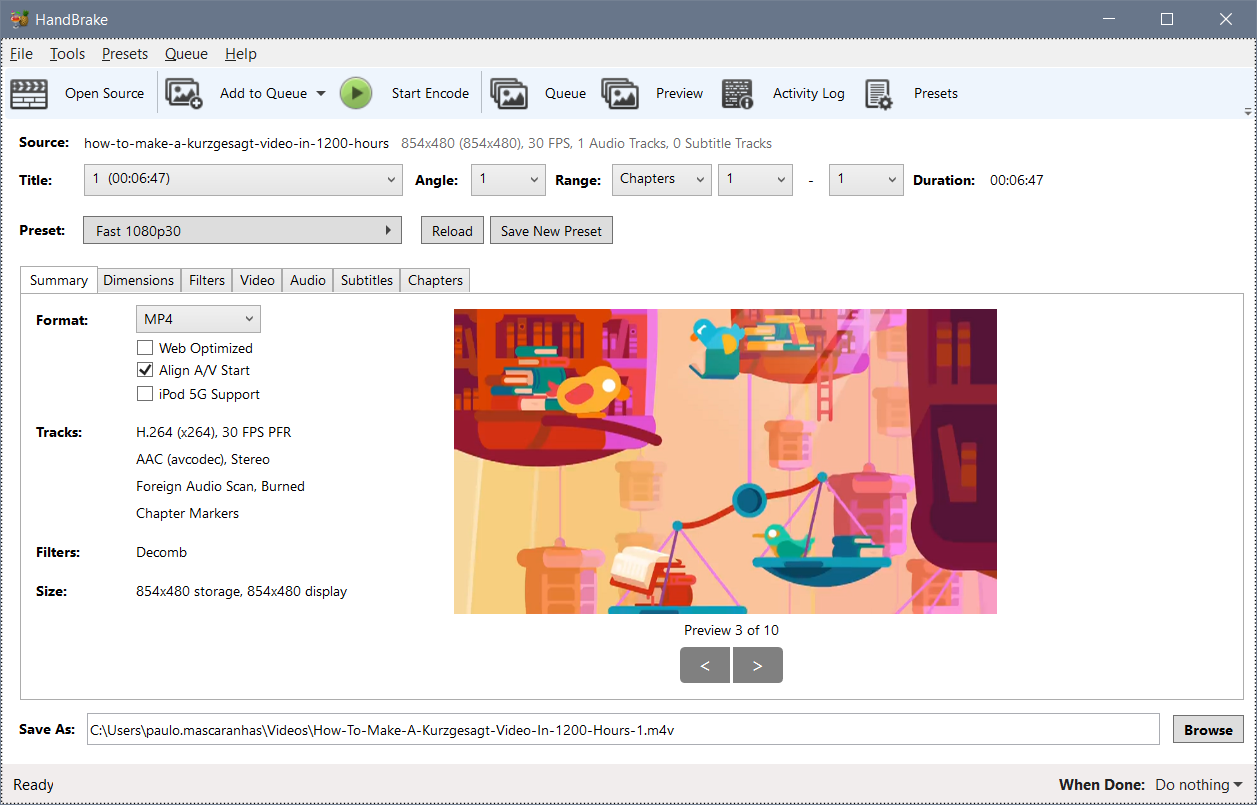 HandBrake
File Tools Presets Queue Help
Open Source Add to Queue Start Encode Queue Preview Activity Log Presets
Source: how-to-make-a-kurzgesagt-video-in-1200-hours 854x480 (854x480), 30 FPS, 1 Audio Tracks, 0 Subtitle Tracks
Title: 1 (00:06:47) Angle: 1 Range: Chapters 1 - 1 Duration: 00:06:47
Preset: Fast 1080p30 Reload Save New Preset
Summary Dimensions Filters Video Audio Subtitles Chapters
Format: MP4
Web Optimized
Align A/V Start
iPod 5G Support
Tracks: H.264 (x264), 30 FPS PFR
AAC (avcodec), Stereo
Foreign Audio Scan, Burned
Chapter Markers
Filters: Decomb
Size: 854x480 storage, 854x480 display
Preview 3 of 10
< >
Save As: C:\Users\paulo.mascaranhas\Videos\How-To-Make-A-Kurzgesagt-Video-In-1200-Hours-1.m4v Browse
Ready When Done: Do nothing